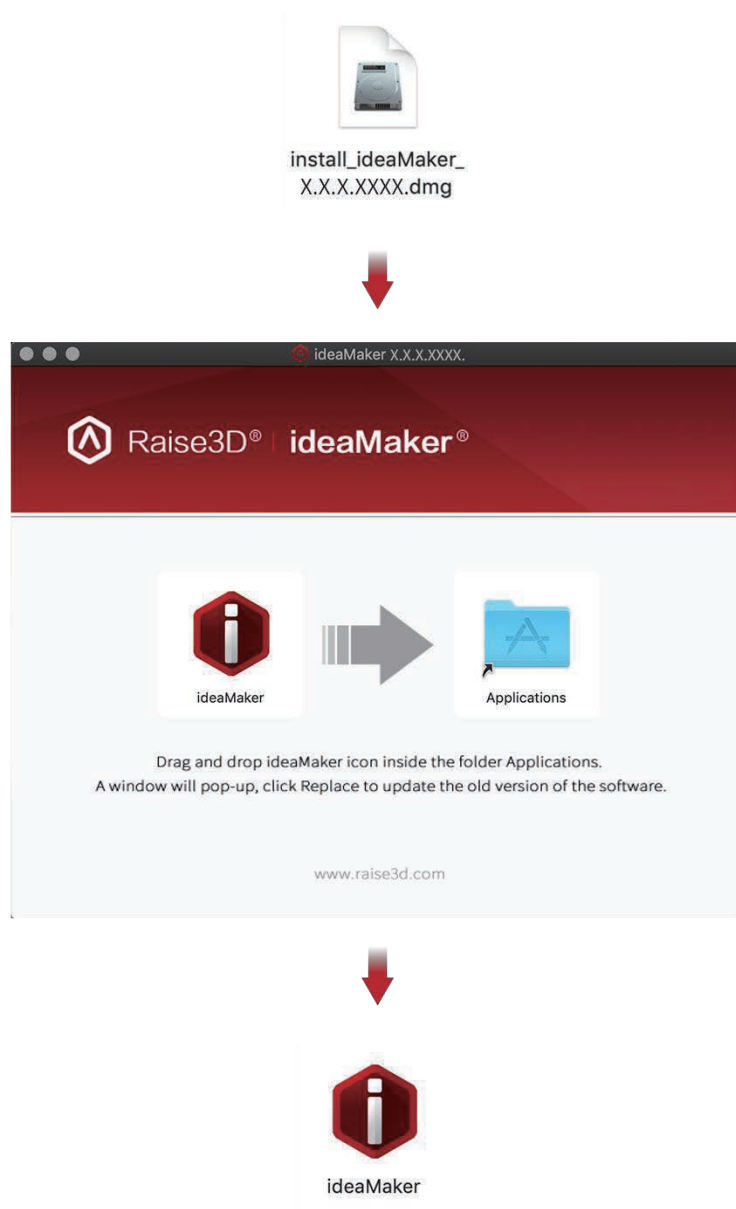 install_ideaMaker_
X.X.X.XXXX.dmg
ideaMaker X.X.X.XXXX.
Raise3D® | ideaMaker®
ideaMaker
Applications
Drag and drop ideaMaker icon inside the folder Applications.
A window will pop-up, click Replace to update the old version of the software.
www.raise3d.com
ideaMaker